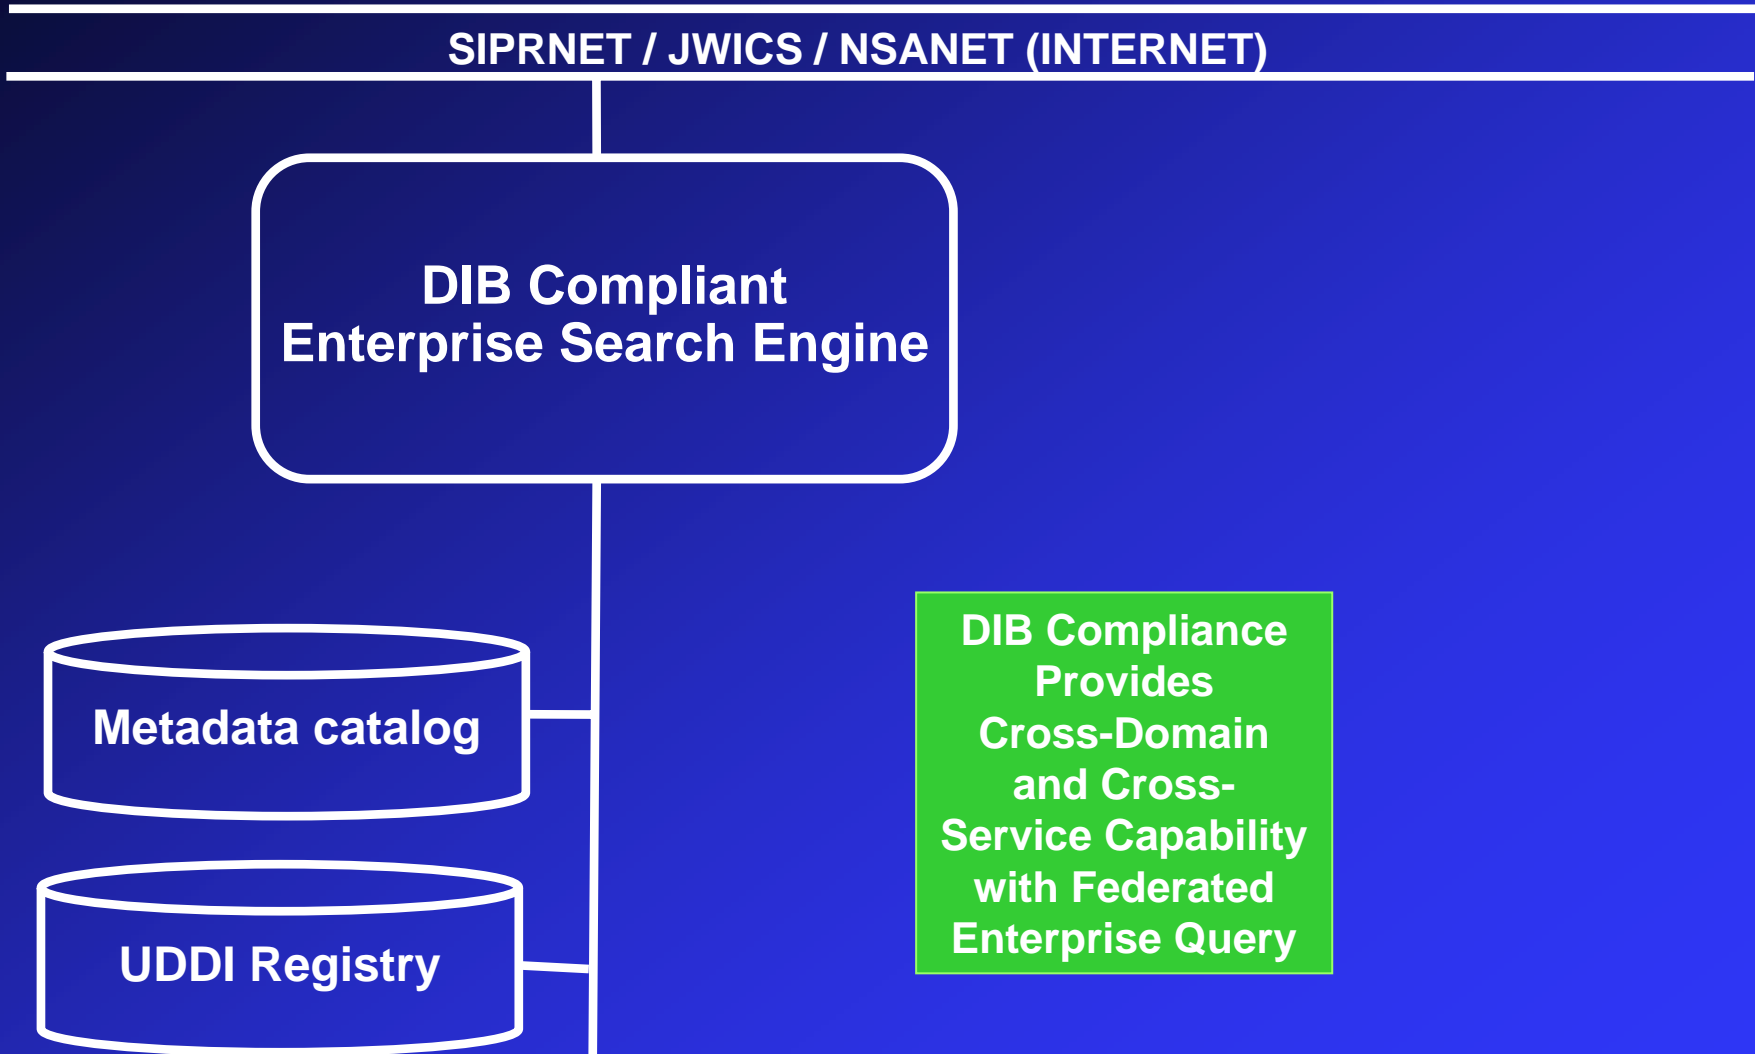 SIPRNET / JWICS / NSANET (INTERNET)
DIB Compliant
Enterprise Search Engine
Metadata catalog
UDDI Registry
DIB Compliance
Provides
Cross-Domain
and Cross-
Service Capability
with Federated
Enterprise Query